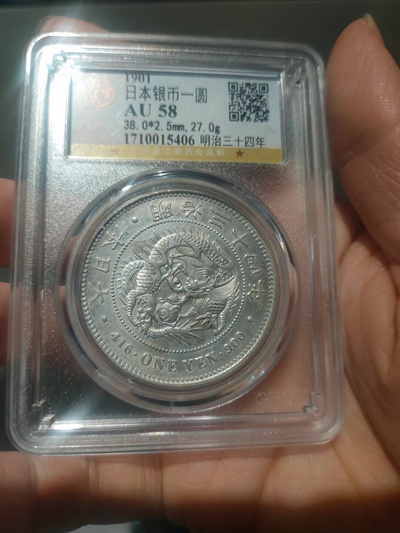 1901
日本银币一圆
AU 58
38.0*2.5mm, 27.0g
1710015406 明治三十四年
大日本・明治三十四年
416・ONE YEN・900